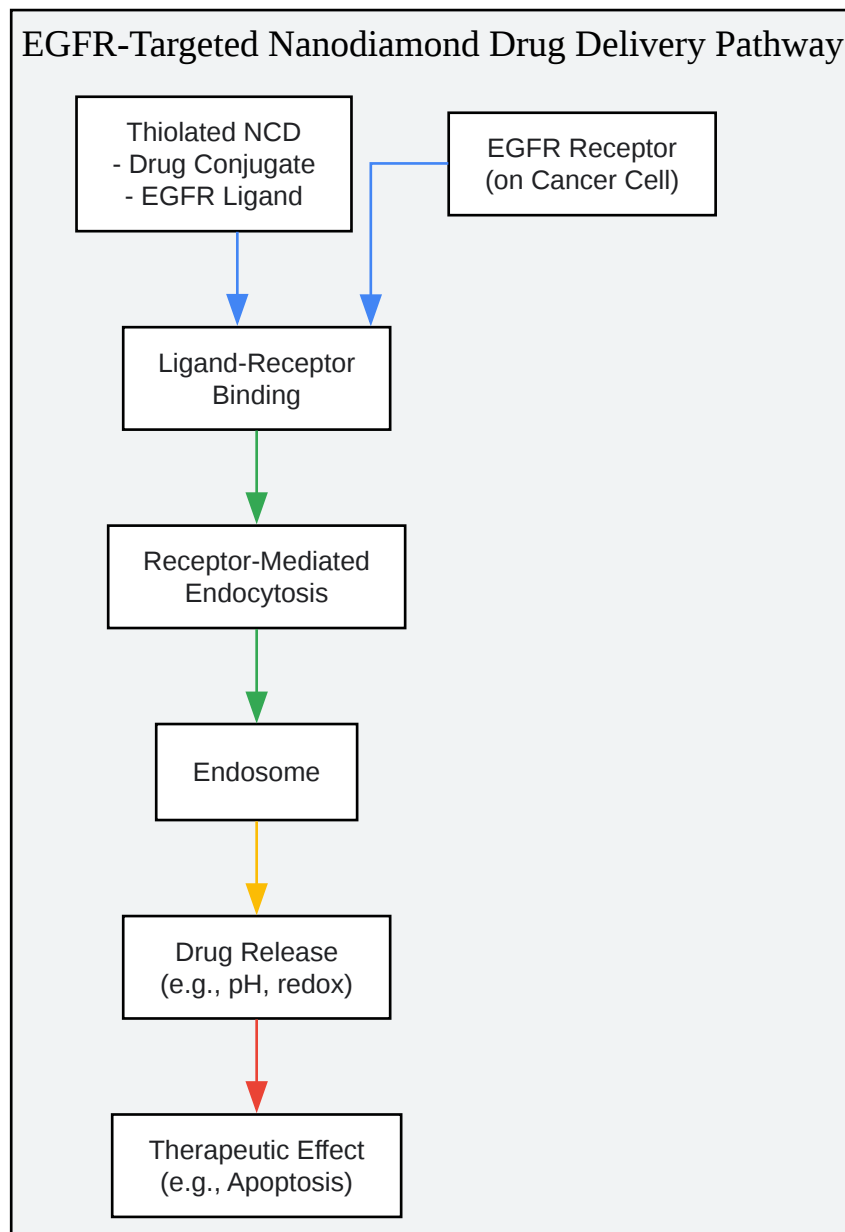 EGFR-Targeted Nanodiamond Drug Delivery Pathway
Thiolated NCD
- Drug Conjugate
- EGFR Ligand
EGFR Receptor
(on Cancer Cell)
Ligand-Receptor
Binding
Receptor-Mediated
Endocytosis
Endosome
Drug Release
(e.g., pH, redox)
Therapeutic Effect
(e.g., Apoptosis)